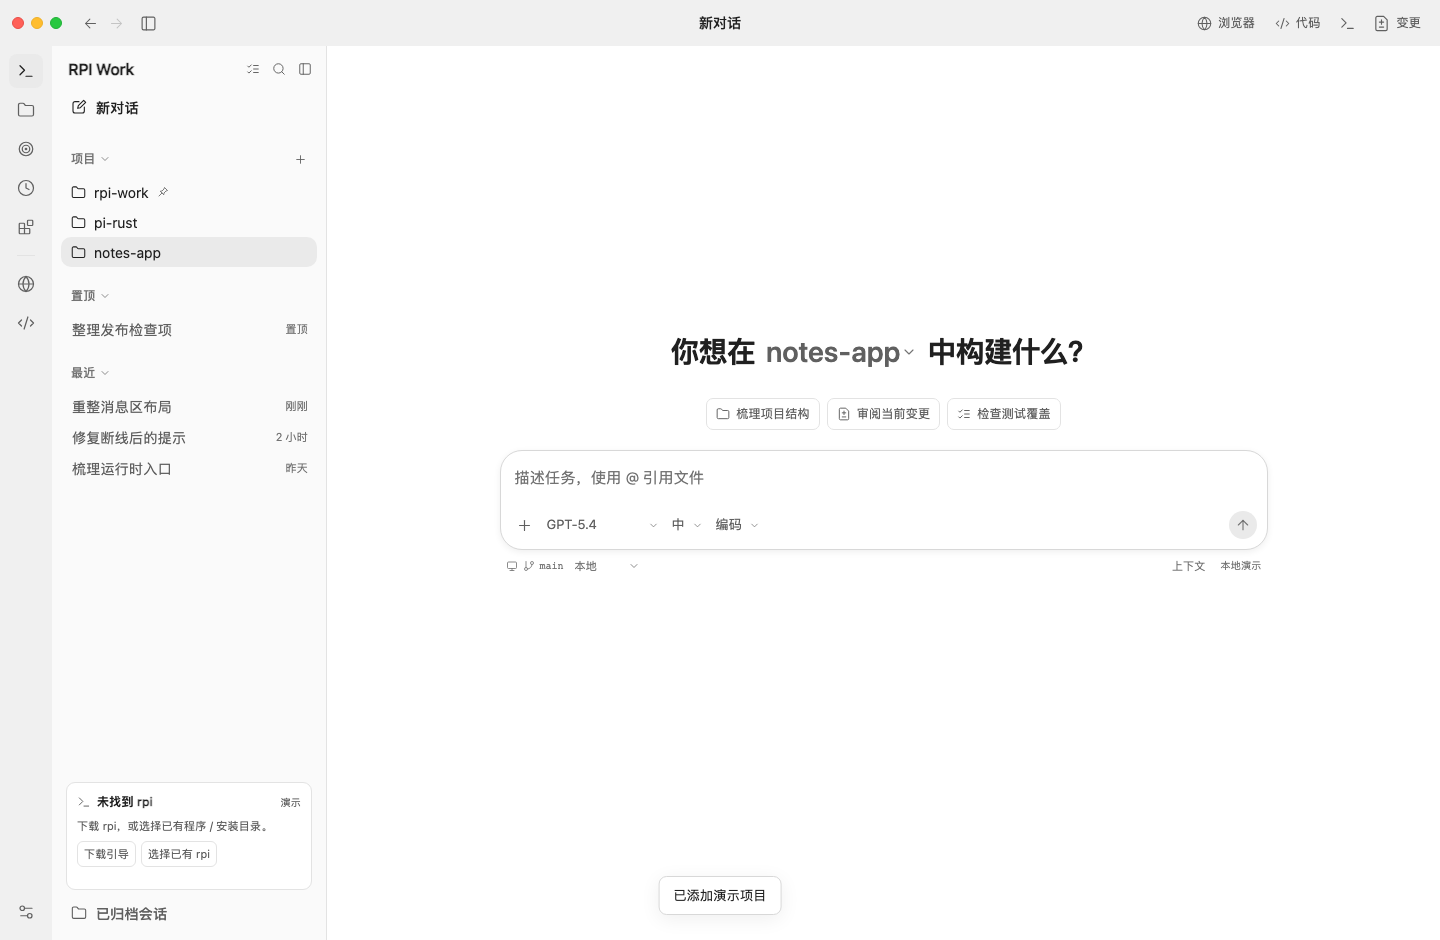 新对话
浏览器
代码
变更
RPI Work
新对话
项目
rpi-work
pi-rust
notes-app
置顶
整理发布检查项 置顶
最近
重整消息区布局 刚刚
修复断线后的提示 2 小时
梳理运行时入口 昨天
未找到 rpi 演示
下载 rpi，或选择已有程序 / 安装目录。
下载引导 选择已有 rpi
已归档会话
你想在 notes-app 中构建什么?
梳理项目结构 审阅当前变更 检查测试覆盖
描述任务，使用 @ 引用文件
GPT-5.4 中 编码
main 本地 上下文 本地演示
已添加演示项目